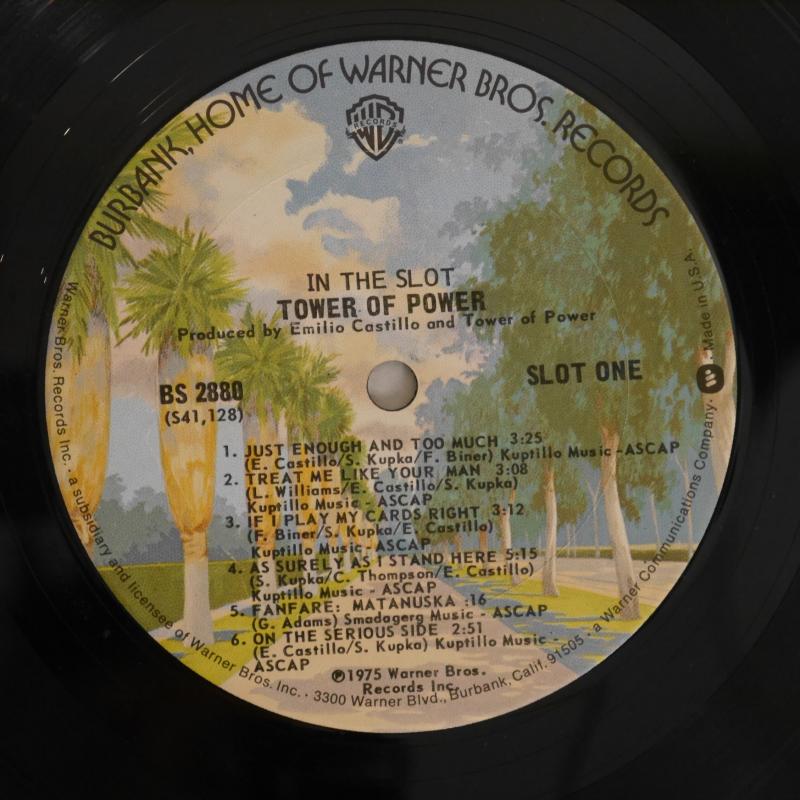 BURBANK, HOME OF WARNER BROS. RECORDS
RECORDS
IN THE SLOT
TOWER OF POWER
Produced by Emilio Castillo and Tower of Power
BS 2880
(S41,128)
SLOT ONE
1. JUST ENOUGH AND TOO MUCH 3:25
(E. Castillo/S. Kupka/F. Biner) Kuptillo Music - ASCAP
2. TREAT ME LIKE YOUR MAN 3:08
(L. Williams/E. Castillo/S. Kupka)
Kuptillo Music - ASCAP
3. IF I PLAY MY CARDS RIGHT 3:12
(F. Biner/S. Kupka/E. Castillo)
Kuptillo Music - ASCAP
4. AS SURELY AS I STAND HERE 5:15
(S. Kupka/C. Thompson/E. Castillo)
Kuptillo Music - ASCAP
5. FANFARE: MATANUSKA :16
(G. Adams) Smadagerg Music - ASCAP
6. ON THE SERIOUS SIDE 2:51
(E. Castillo/S. Kupka) Kuptillo Music -
ASCAP
℗1975 Warner Bros.
Records Inc.
Warner Bros. Records Inc. · a subsidiary and licensee of Warner Bros. Inc. · 3300 Warner Blvd., Burbank, Calif. 91505 · a Warner Communications Company · Made in U.S.A.